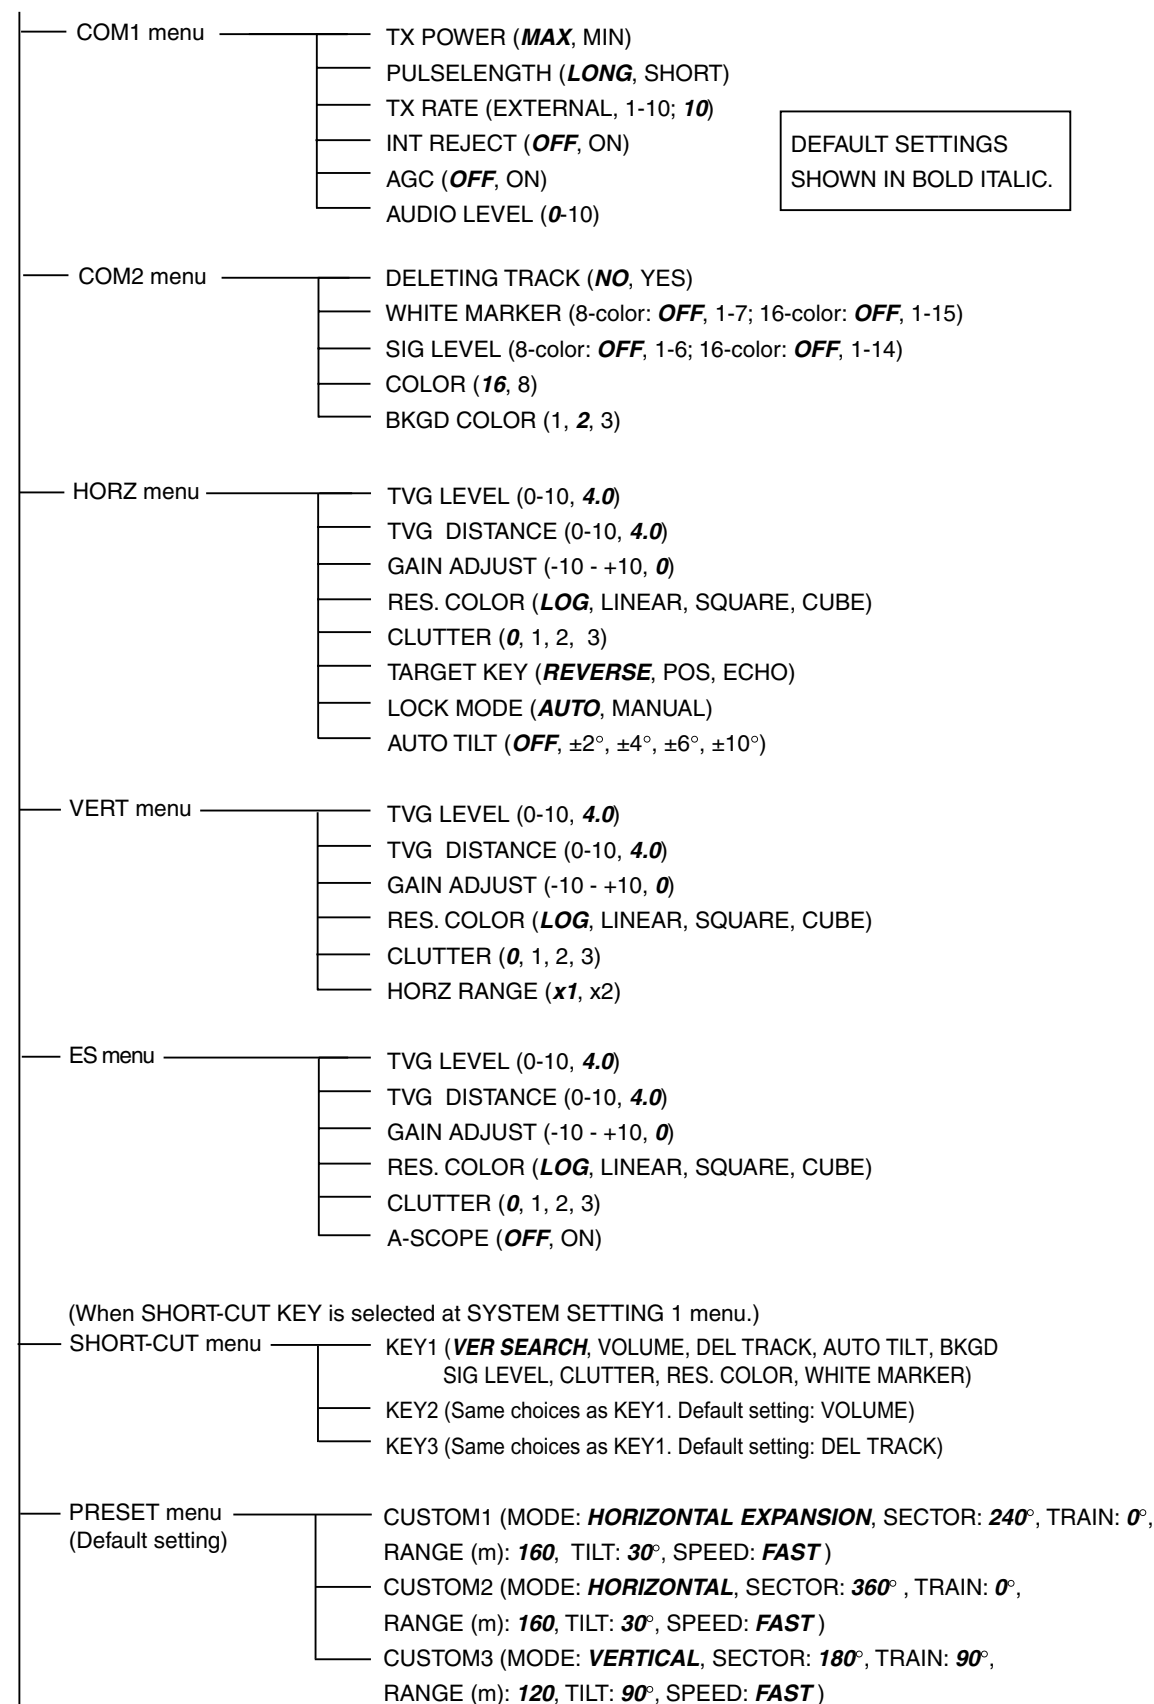 COM1 menu
TX POWER (MAX, MIN)
PULSELENGTH (LONG, SHORT)
TX RATE (EXTERNAL, 1-10; 10)
INT REJECT (OFF, ON)
AGC (OFF, ON)
AUDIO LEVEL (0-10)
DEFAULT SETTINGS
SHOWN IN BOLD ITALIC.
COM2 menu
DELETING TRACK (NO, YES)
WHITE MARKER (8-color: OFF, 1-7; 16-color: OFF, 1-15)
SIG LEVEL (8-color: OFF, 1-6; 16-color: OFF, 1-14)
COLOR (16, 8)
BKGD COLOR (1, 2, 3)
HORZ menu
TVG LEVEL (0-10, 4.0)
TVG DISTANCE (0-10, 4.0)
GAIN ADJUST (-10 - +10, 0)
RES. COLOR (LOG, LINEAR, SQUARE, CUBE)
CLUTTER (0, 1, 2, 3)
TARGET KEY (REVERSE, POS, ECHO)
LOCK MODE (AUTO, MANUAL)
AUTO TILT (OFF, ±2°, ±4°, ±6°, ±10°)
VERT menu
TVG LEVEL (0-10, 4.0)
TVG DISTANCE (0-10, 4.0)
GAIN ADJUST (-10 - +10, 0)
RES. COLOR (LOG, LINEAR, SQUARE, CUBE)
CLUTTER (0, 1, 2, 3)
HORZ RANGE (x1, x2)
ES menu
TVG LEVEL (0-10, 4.0)
TVG DISTANCE (0-10, 4.0)
GAIN ADJUST (-10 - +10, 0)
RES. COLOR (LOG, LINEAR, SQUARE, CUBE)
CLUTTER (0, 1, 2, 3)
A-SCOPE (OFF, ON)
(When SHORT-CUT KEY is selected at SYSTEM SETTING 1 menu.)
SHORT-CUT menu
KEY1 (VER SEARCH, VOLUME, DEL TRACK, AUTO TILT, BKGD
SIG LEVEL, CLUTTER, RES. COLOR, WHITE MARKER)
KEY2 (Same choices as KEY1. Default setting: VOLUME)
KEY3 (Same choices as KEY1. Default setting: DEL TRACK)
PRESET menu
(Default setting)
CUSTOM1 (MODE: HORIZONTAL EXPANSION, SECTOR: 240°, TRAIN: 0°,
RANGE (m): 160, TILT: 30°, SPEED: FAST )
CUSTOM2 (MODE: HORIZONTAL, SECTOR: 360° , TRAIN: 0°,
RANGE (m): 160, TILT: 30°, SPEED: FAST )
CUSTOM3 (MODE: VERTICAL, SECTOR: 180°, TRAIN: 90°,
RANGE (m): 120, TILT: 90°, SPEED: FAST )